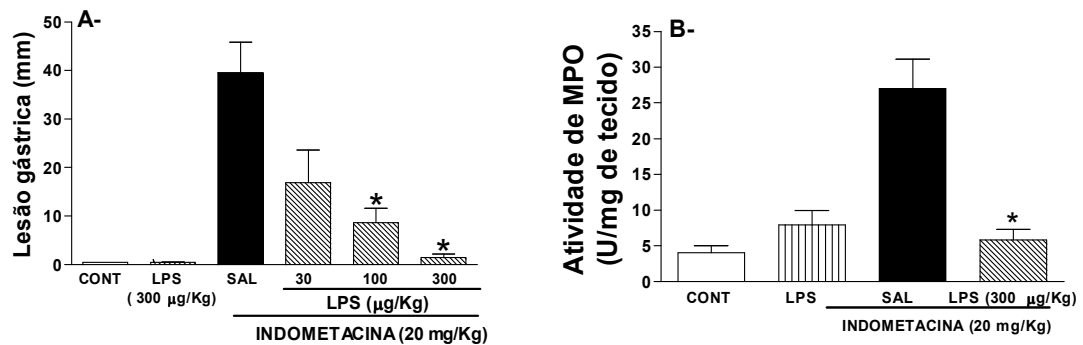 A-
Lesão gástrica (mm)
50
40
30
20
10
0
*
*
CONT
LPS
SAL
30
100
300
( 300 µg/Kg)
LPS (µg/Kg)
INDOMETACINA (20 mg/Kg)
B-
Atividade de MPO
(U/mg de tecido)
35
30
25
20
15
10
5
0
*
CONT
LPS
SAL
LPS (300 µg/Kg)
INDOMETACINA (20 mg/Kg)